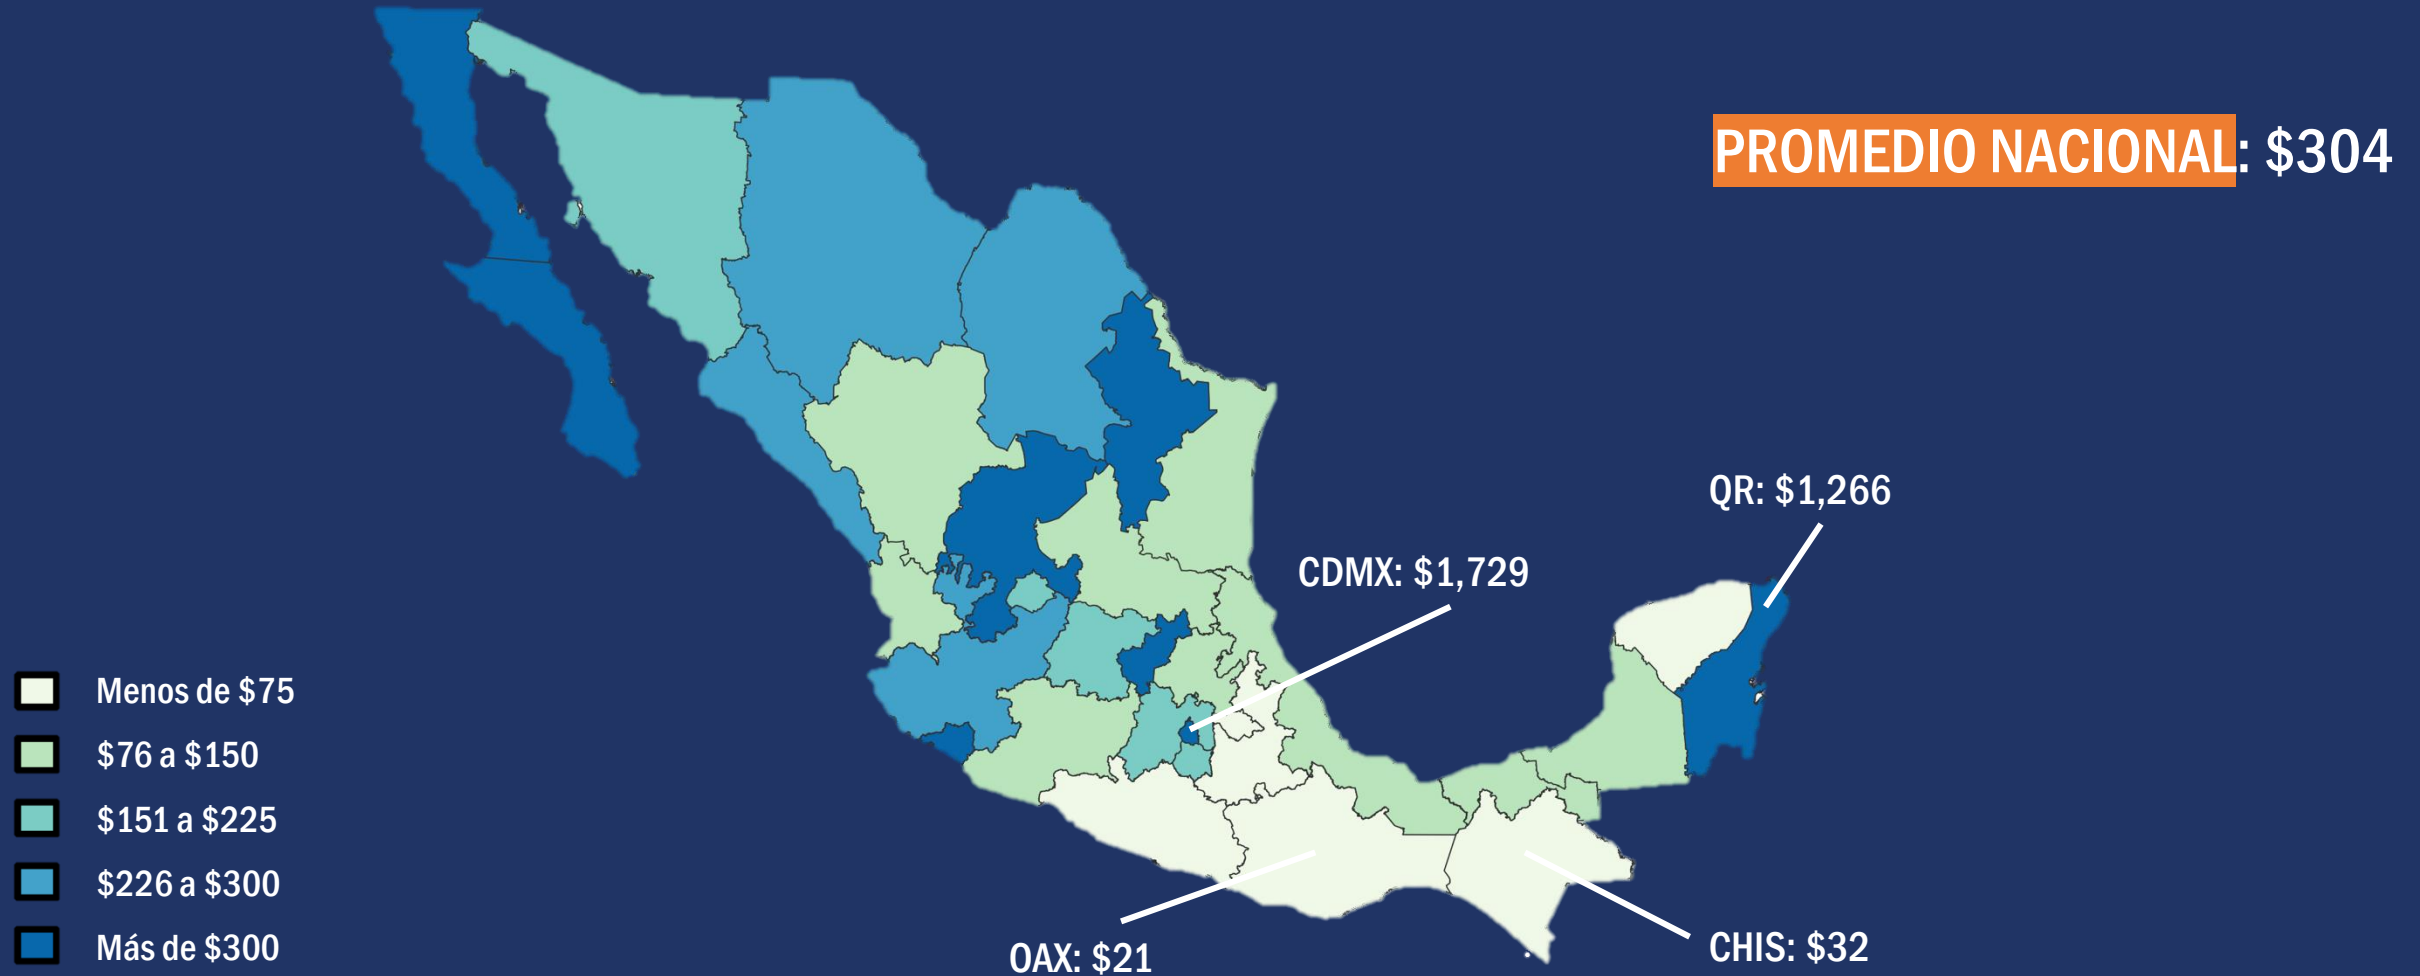 PROMEDIO NACIONAL: $304
QR: $1,266
CDMX: $1,729
Menos de $75
$76 a $150
$151 a $225
$226 a $300
Más de $300
OAX: $21
CHIS: $32